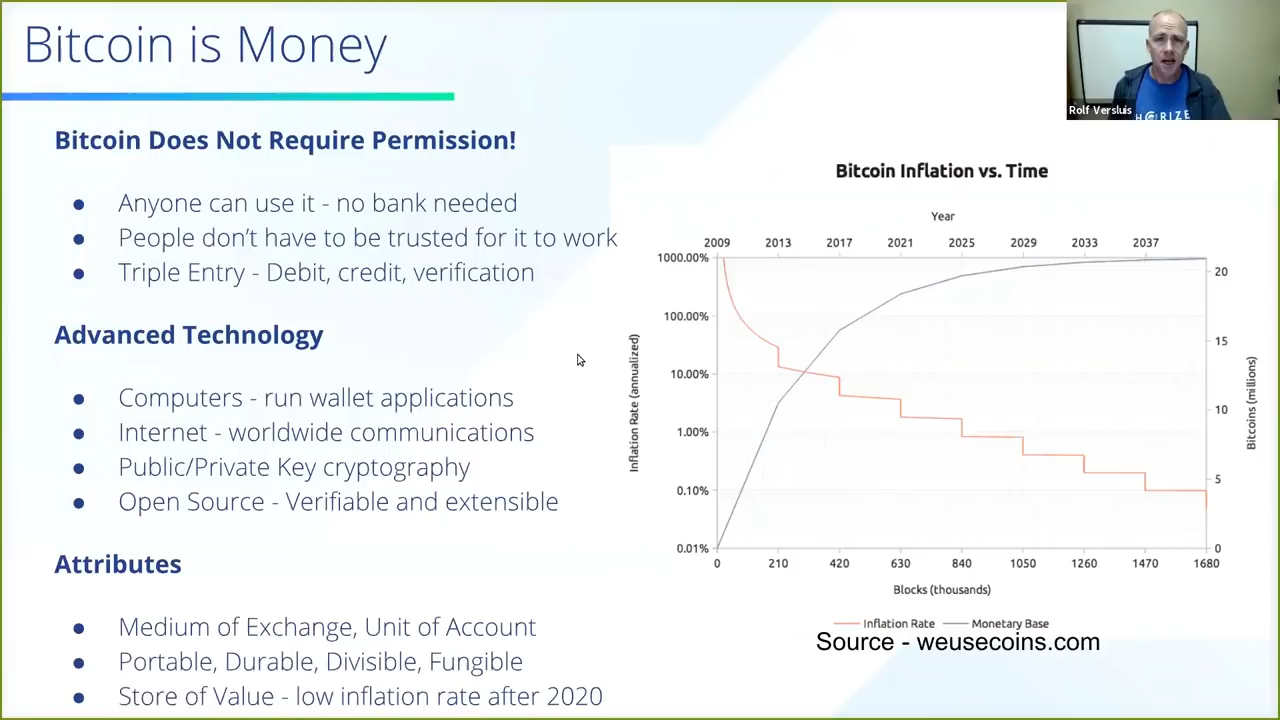 Bitcoin is Money
Rolf Versluis
H@RIZE
Bitcoin Does Not Require Permission!
● Anyone can use it - no bank needed
● People don’t have to be trusted for it to work
● Triple Entry - Debit, credit, verification
Advanced Technology
● Computers - run wallet applications
● Internet - worldwide communications
● Public/Private Key cryptography
● Open Source - Verifiable and extensible
Attributes
● Medium of Exchange, Unit of Account
● Portable, Durable, Divisible, Fungible
● Store of Value - low inflation rate after 2020
Bitcoin Inflation vs. Time
Year
2009 2013 2017 2021 2025 2029 2033 2037
Inflation Rate (annualized)
1000.00%
100.00%
10.00%
1.00%
0.10%
0.01%
20
15
10
5
0
Bitcoins (millions)
0 210 420 630 840 1050 1260 1470 1680
Blocks (thousands)
Inflation Rate Monetary Base
Source - weusecoins.com